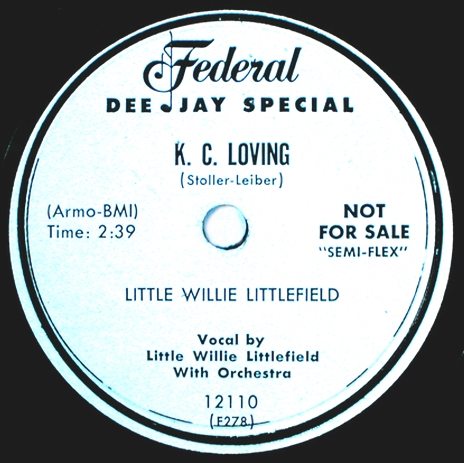 Federal
DEE JAY SPECIAL
K. C. LOVING
(Stoller-Leiber)
(Armo-BMI)
Time: 2:39
NOT
FOR SALE
"SEMI-FLEX"
LITTLE WILLIE LITTLEFIELD
Vocal by
Little Willie Littlefield
With Orchestra
12110
(F278)